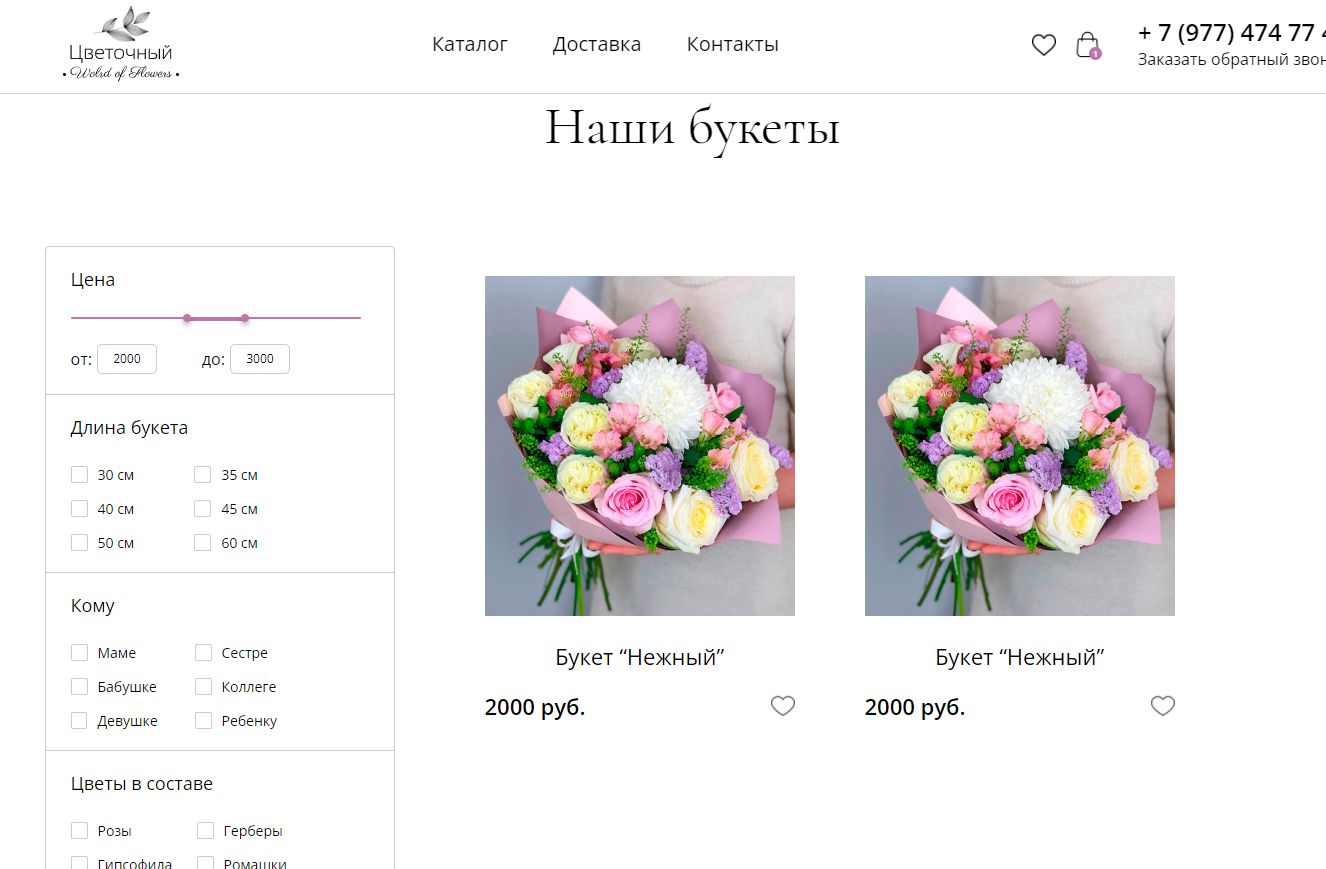 Цветочный
• Wolrd of Flowers •
Каталог Доставка Контакты
1
+ 7 (977) 474 77
Заказать обратный звон
Наши букеты
Цена
от: 2000 до: 3000
Длина букета
30 см 35 см
40 см 45 см
50 см 60 см
Кому
Маме Сестре
Бабушке Коллеге
Девушке Ребенку
Цветы в составе
Розы Герберы
Гипсофила Ромашки
Букет “Нежный”
2000 руб.
Букет “Нежный”
2000 руб.